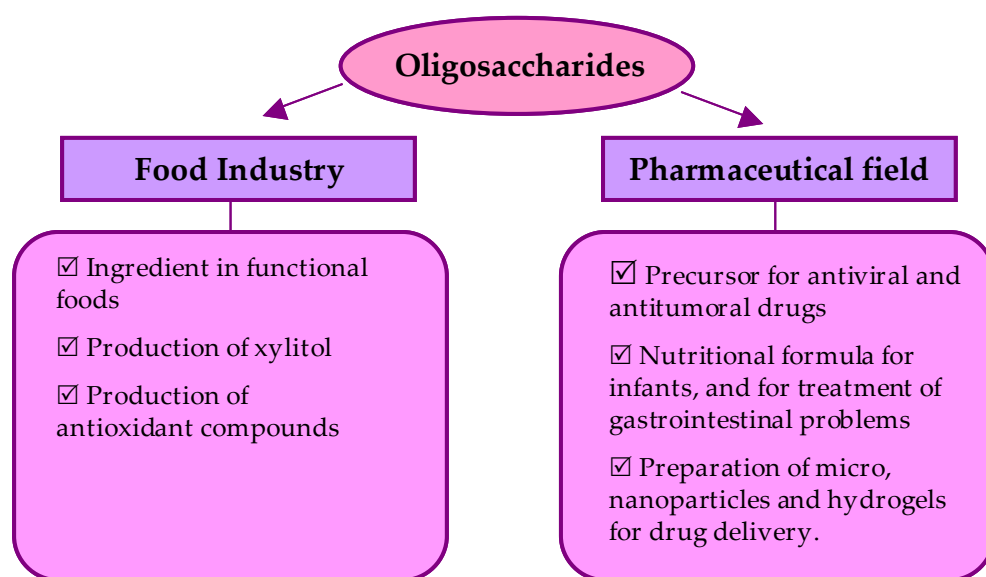 Oligosaccharides
Food Industry
☑ Ingredient in functional
foods
☑ Production of xylitol
☑ Production of
antioxidant compounds
Pharmaceutical field
☑ Precursor for antiviral and
antitumoral drugs
☑ Nutritional formula for
infants, and for treatment of
gastrointestinal problems
☑ Preparation of micro,
nanoparticles and hydrogels
for drug delivery.